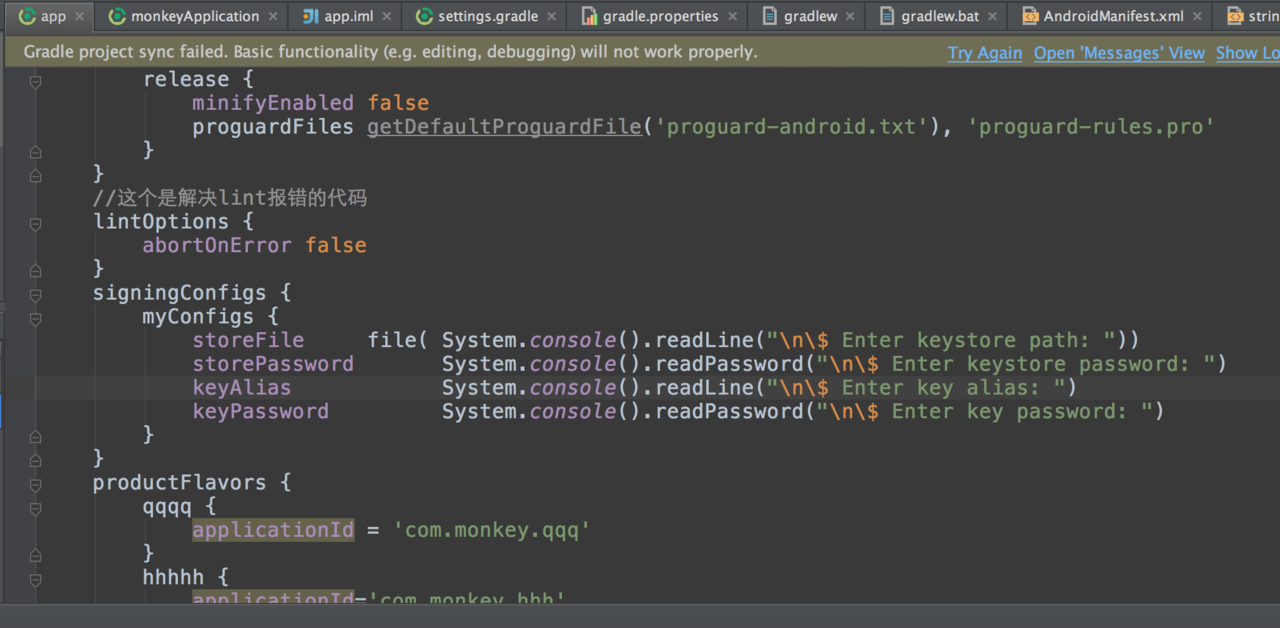 app monkeyApplication app.iml settings.gradle gradle.properties gradlew gradlew.bat AndroidManifest.xml
Gradle project sync failed. Basic functionality (e.g. editing, debugging) will not work properly. Try Again Open 'Messages' View Show
release {
minifyEnabled false
proguardFiles getDefaultProguardFile('proguard-android.txt'), 'proguard-rules.pro'
}
}
//这个是解决lint报错的代码
lintOptions {
abortOnError false
}
signingConfigs {
myConfigs {
storeFile file( System.console().readLine("\n\$ Enter keystore path: "))
storePassword System.console().readPassword("\n\$ Enter keystore password: ")
keyAlias System.console().readLine("\n\$ Enter key alias: ")
keyPassword System.console().readPassword("\n\$ Enter key password: ")
}
}
productFlavors {
qqqq {
applicationId = 'com.monkey.qqq'
}
hhhhh {
applicationId='com.monkey.hhh'